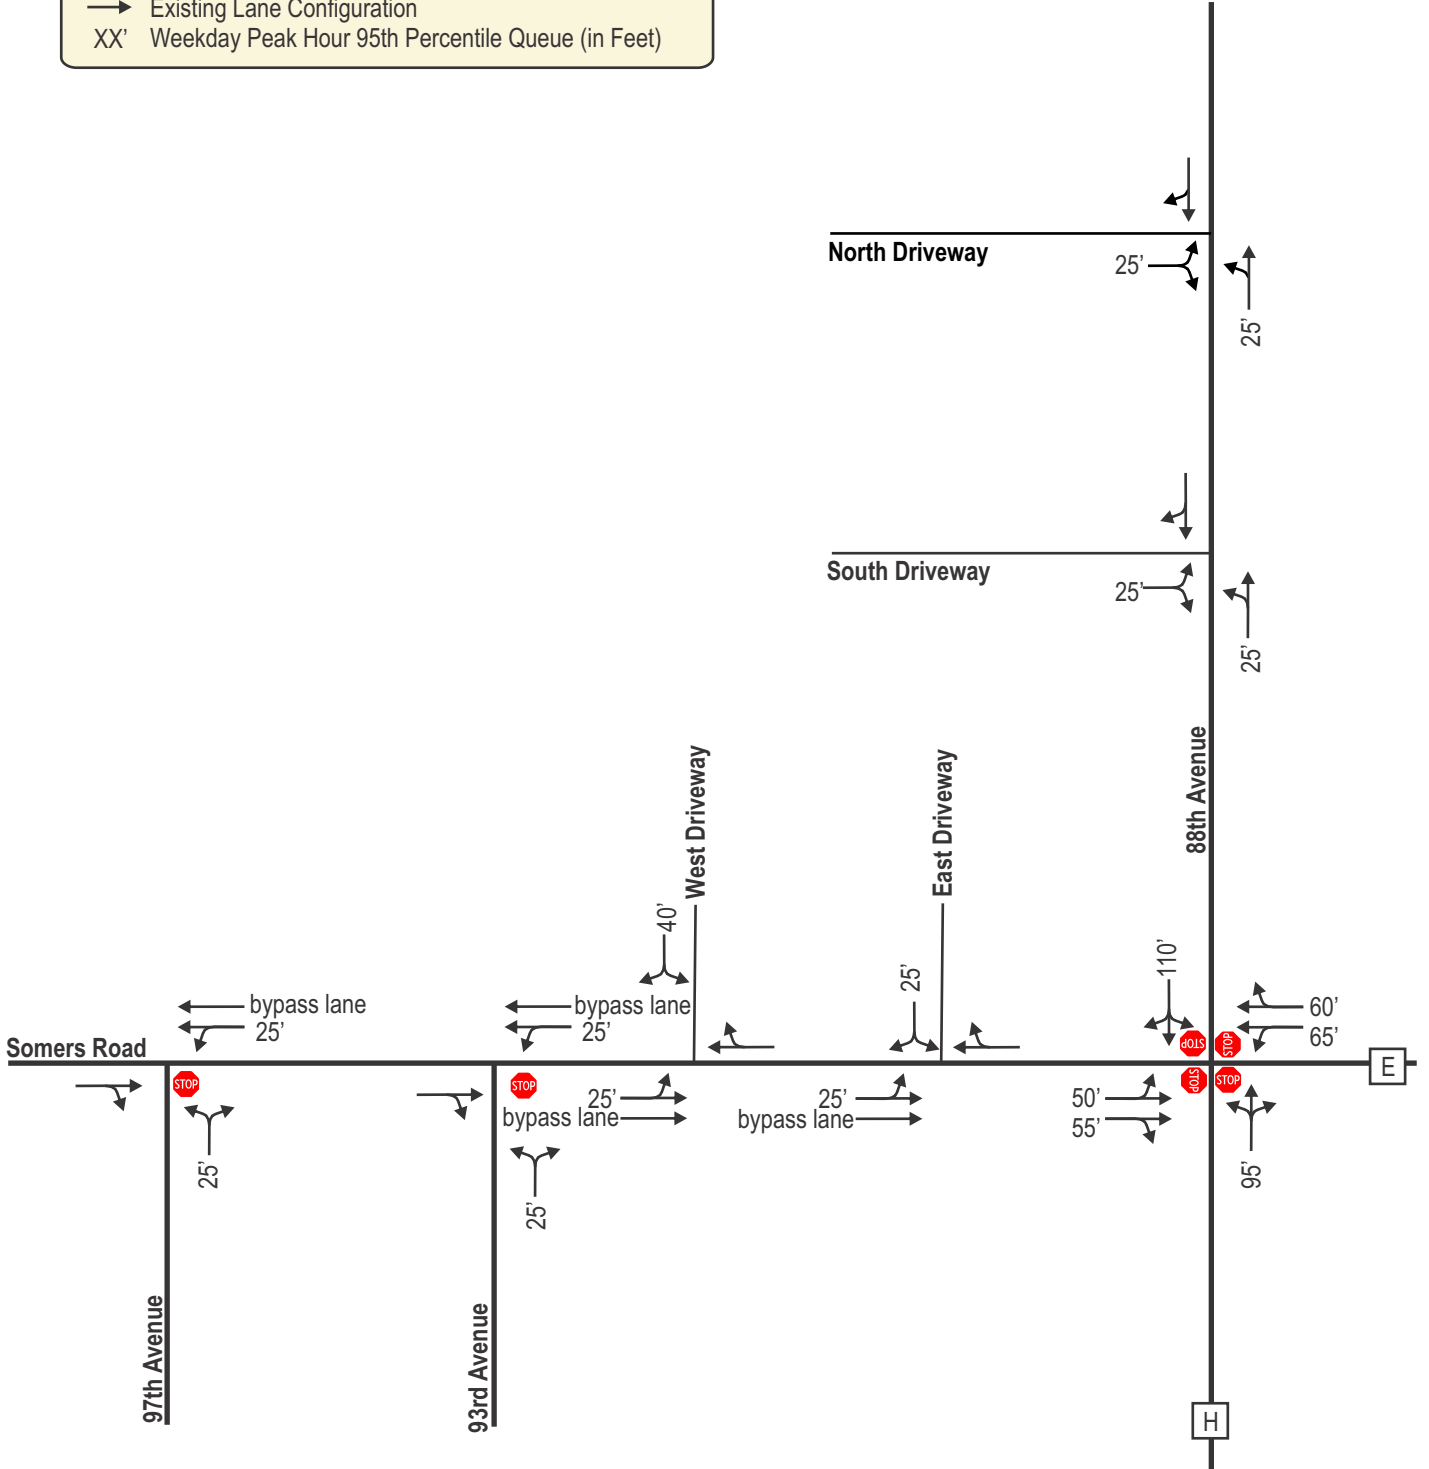 Existing Lane Configuration
XX' Weekday Peak Hour 95th Percentile Queue (in Feet)
North Driveway
25'
25'
South Driveway
25'
25'
88th Avenue
West Driveway
East Driveway
40'
25'
110'
bypass lane
25'
bypass lane
25'
60'
65'
Somers Road
STOP
STOP
STOP
STOP
STOP
STOP
E
25'
bypass lane
25'
bypass lane
50'
55'
25'
25'
95'
97th Avenue
93rd Avenue
H